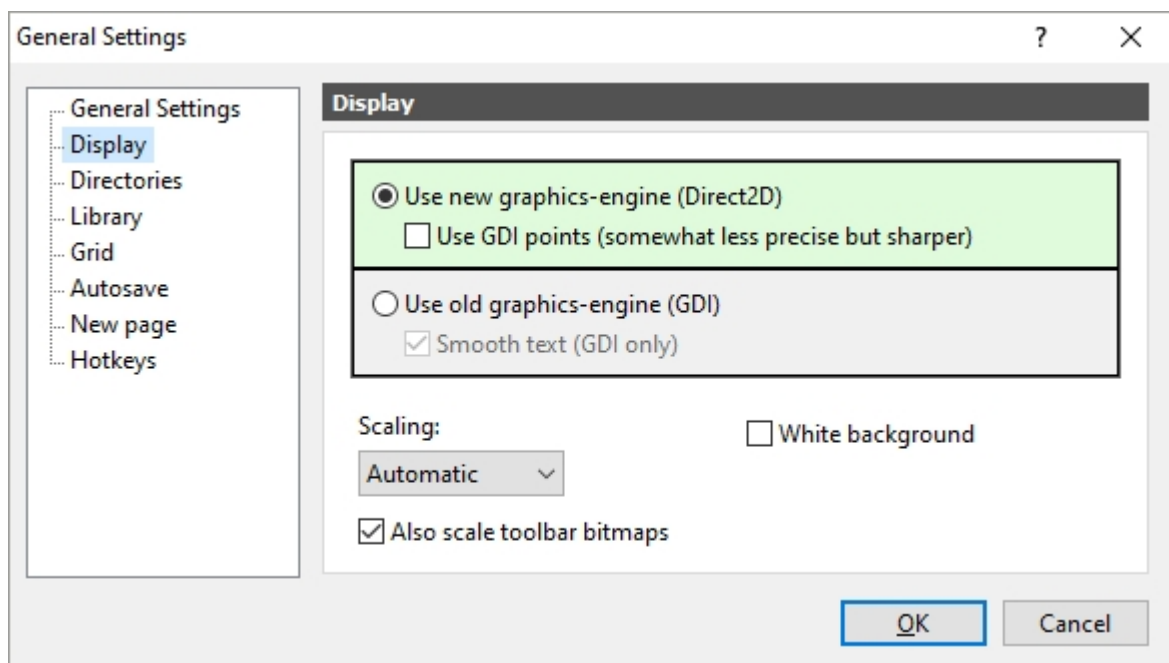 General Settings
?
General Settings
Display
Directories
Library
Grid
Autosave
New page
Hotkeys
Display
Use new graphics-engine (Direct2D)
Use GDI points (somewhat less precise but sharper)
Use old graphics-engine (GDI)
Smooth text (GDI only)
Scaling:
Automatic
White background
Also scale toolbar bitmaps
OK
Cancel